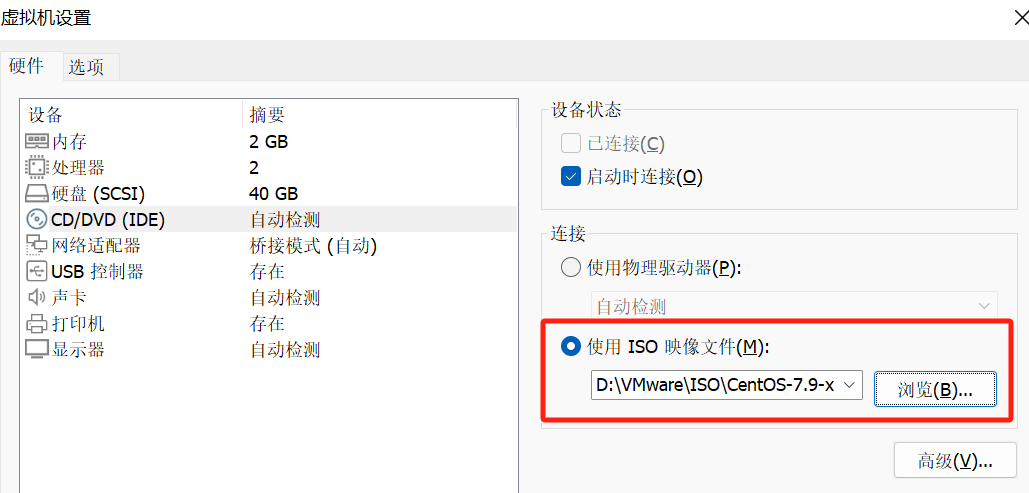 虚拟机设置
硬件 选项
设备 摘要
内存 2 GB
处理器 2
硬盘 (SCSI) 40 GB
CD/DVD (IDE) 自动检测
网络适配器 桥接模式 (自动)
USB 控制器 存在
声卡 自动检测
打印机 存在
显示器 自动检测
设备状态
已连接(C)
启动时连接(O)
连接
使用物理驱动器(P):
自动检测
使用 ISO 映像文件(M):
D:\VMware\ISO\CentOS-7.9-x
浏览(B)...
高级(V)...